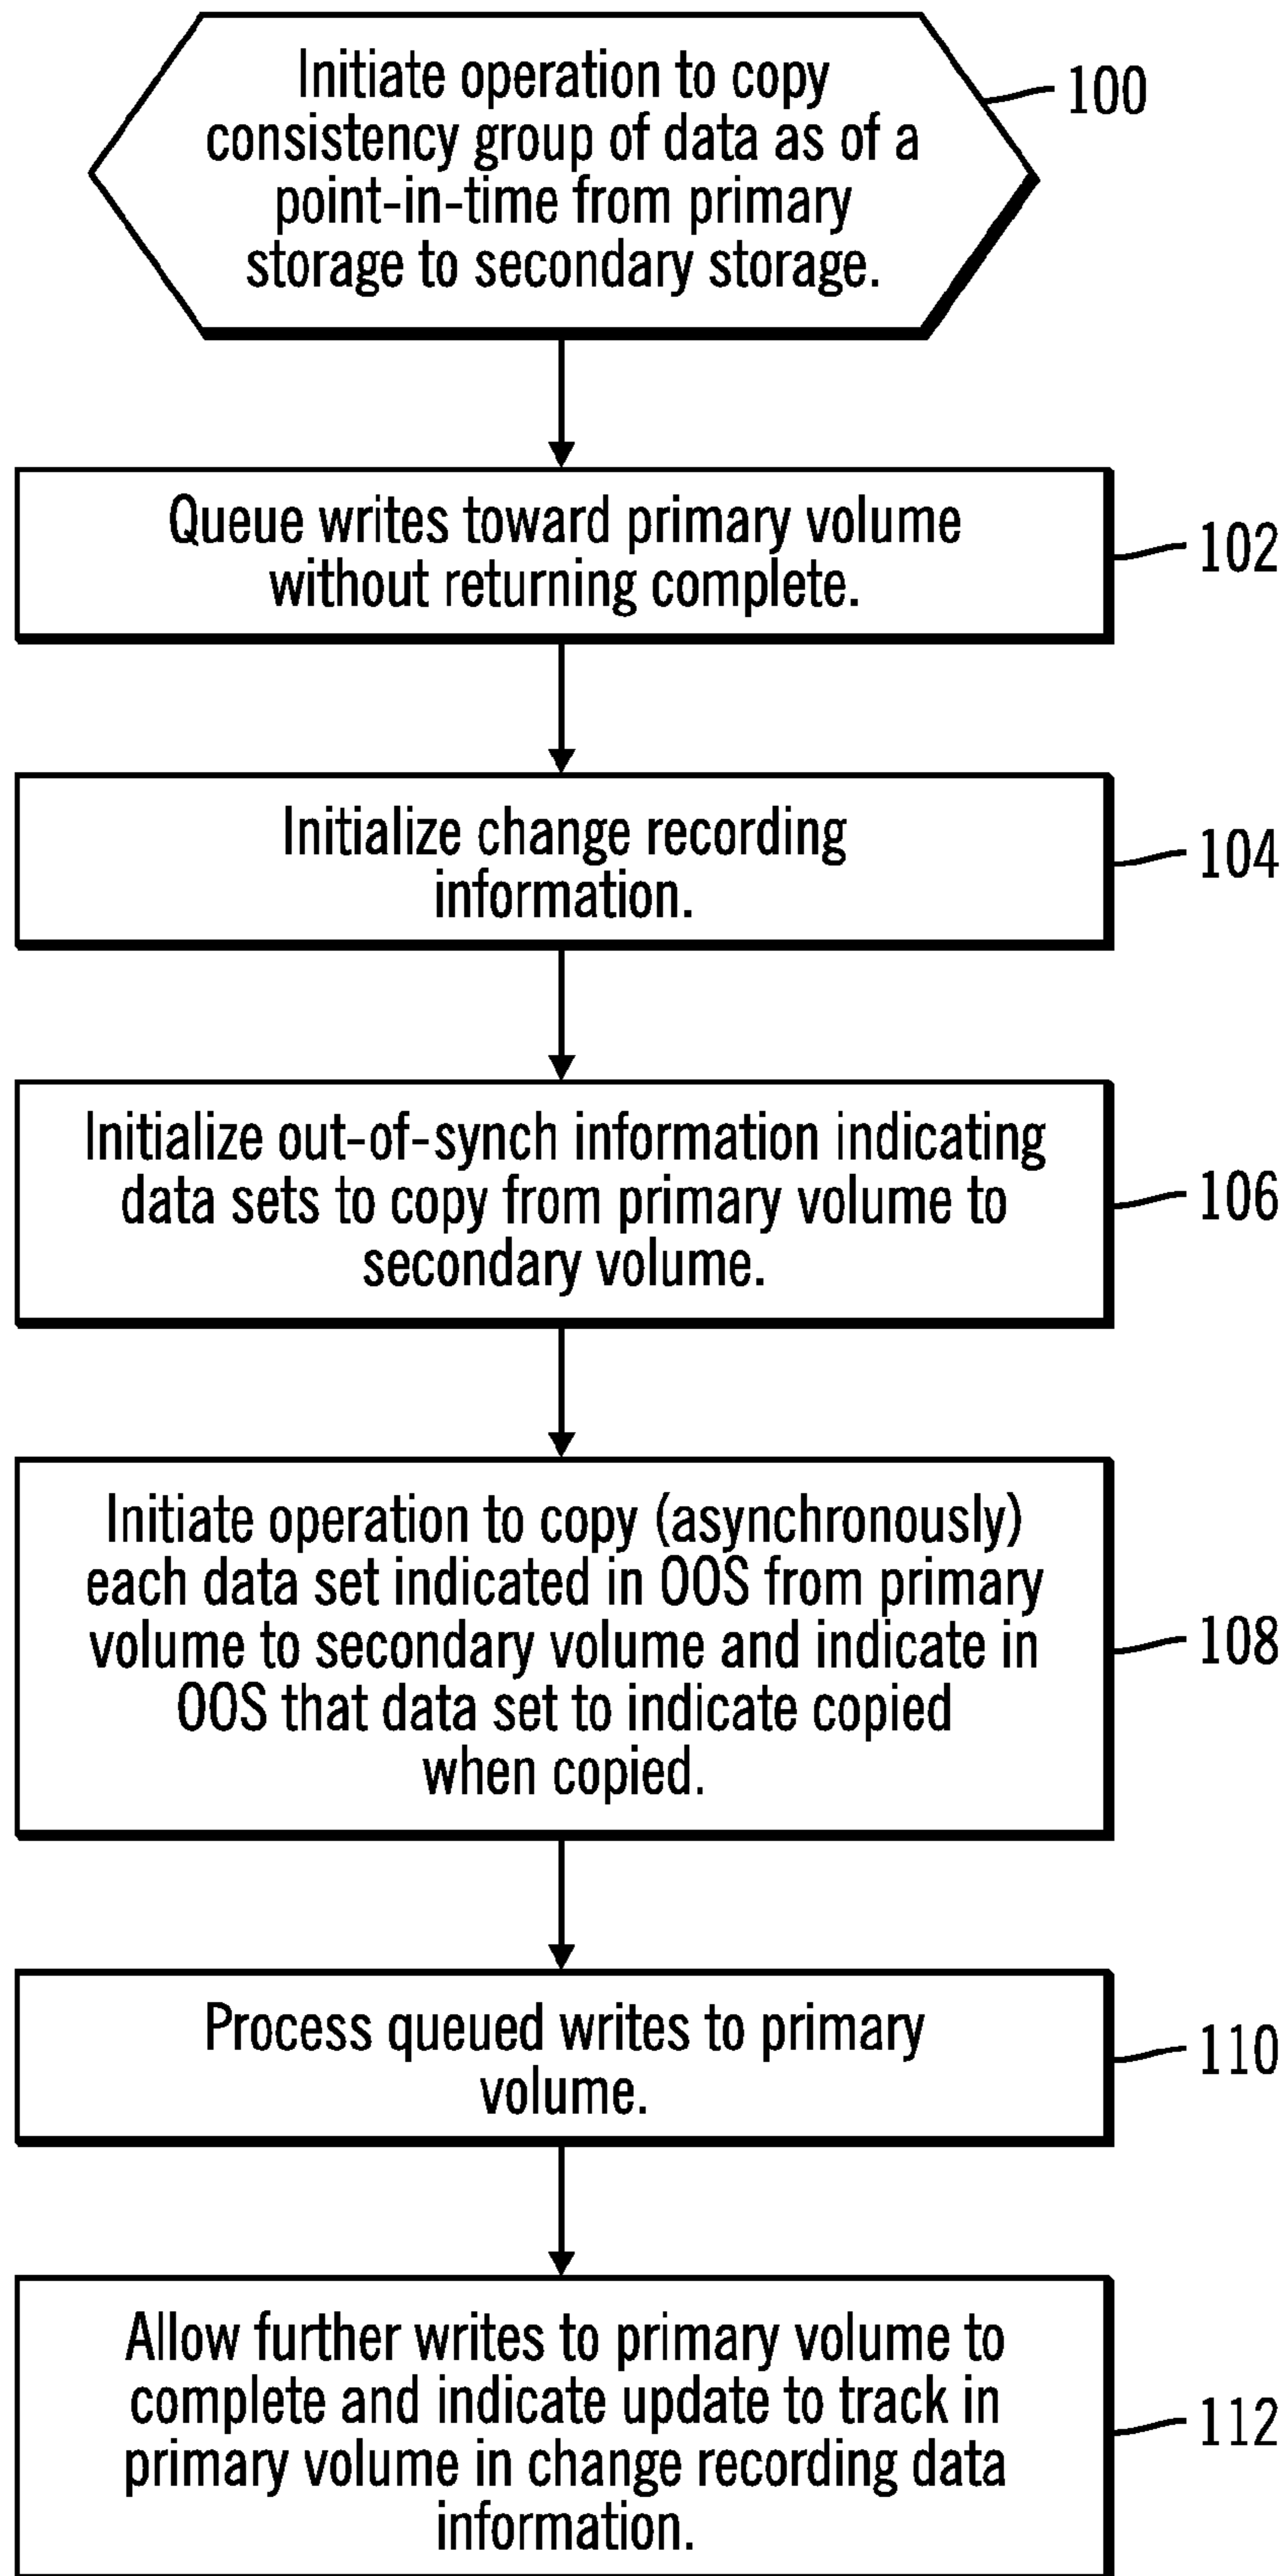 Initiate operation to copy
consistency group of data as of a
point-in-time from primary
storage to secondary storage.
100
Queue writes toward primary volume
without returning complete.
102
Initialize change recording
information.
104
Initialize out-of-synch information indicating
data sets to copy from primary volume to
secondary volume.
106
Initiate operation to copy (asynchronously)
each data set indicated in OOS from primary
volume to secondary volume and indicate in
OOS that data set to indicate copied
when copied.
108
Process queued writes to primary
volume.
110
Allow further writes to primary volume to
complete and indicate update to track in
primary volume in change recording data
information.
112